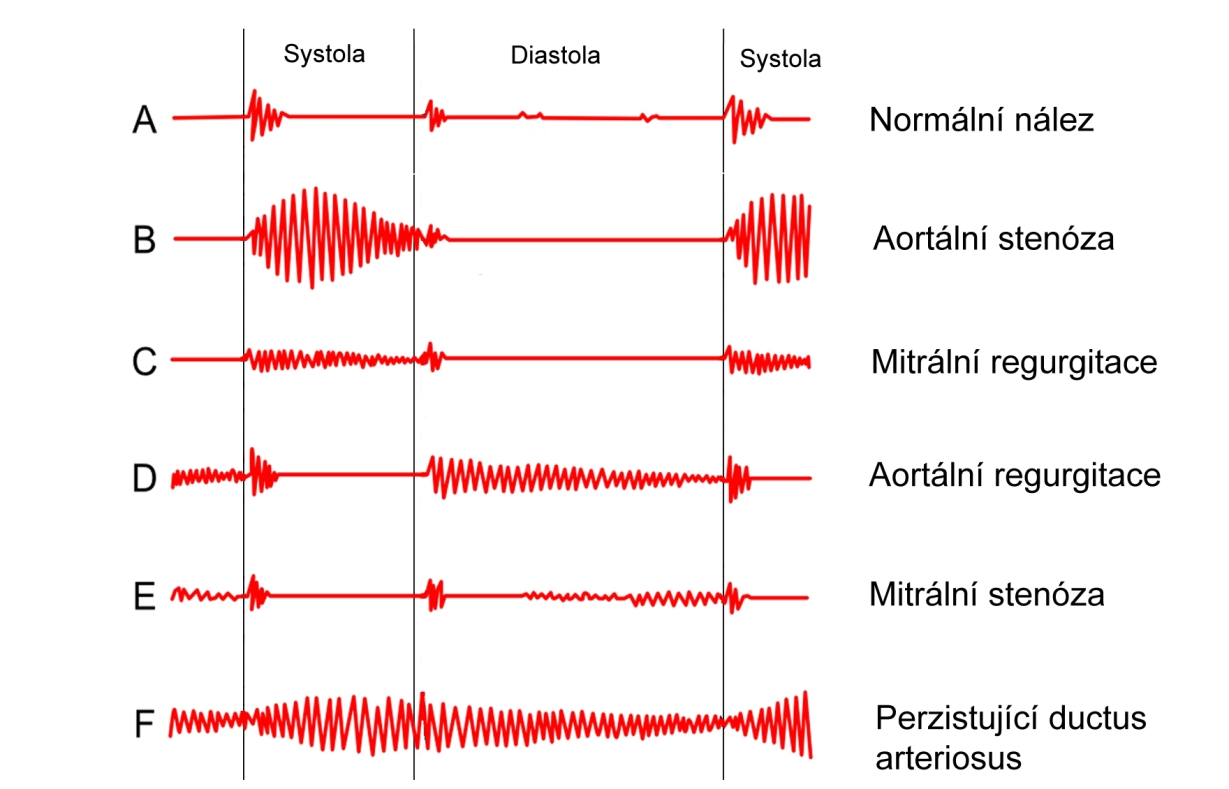 Systola
Diastola
Systola
A
Normální nález
B
Aortální stenóza
C
Mitrální regurgitace
D
Aortální regurgitace
E
Mitrální stenóza
F
Perzistující ductus
arteriosus